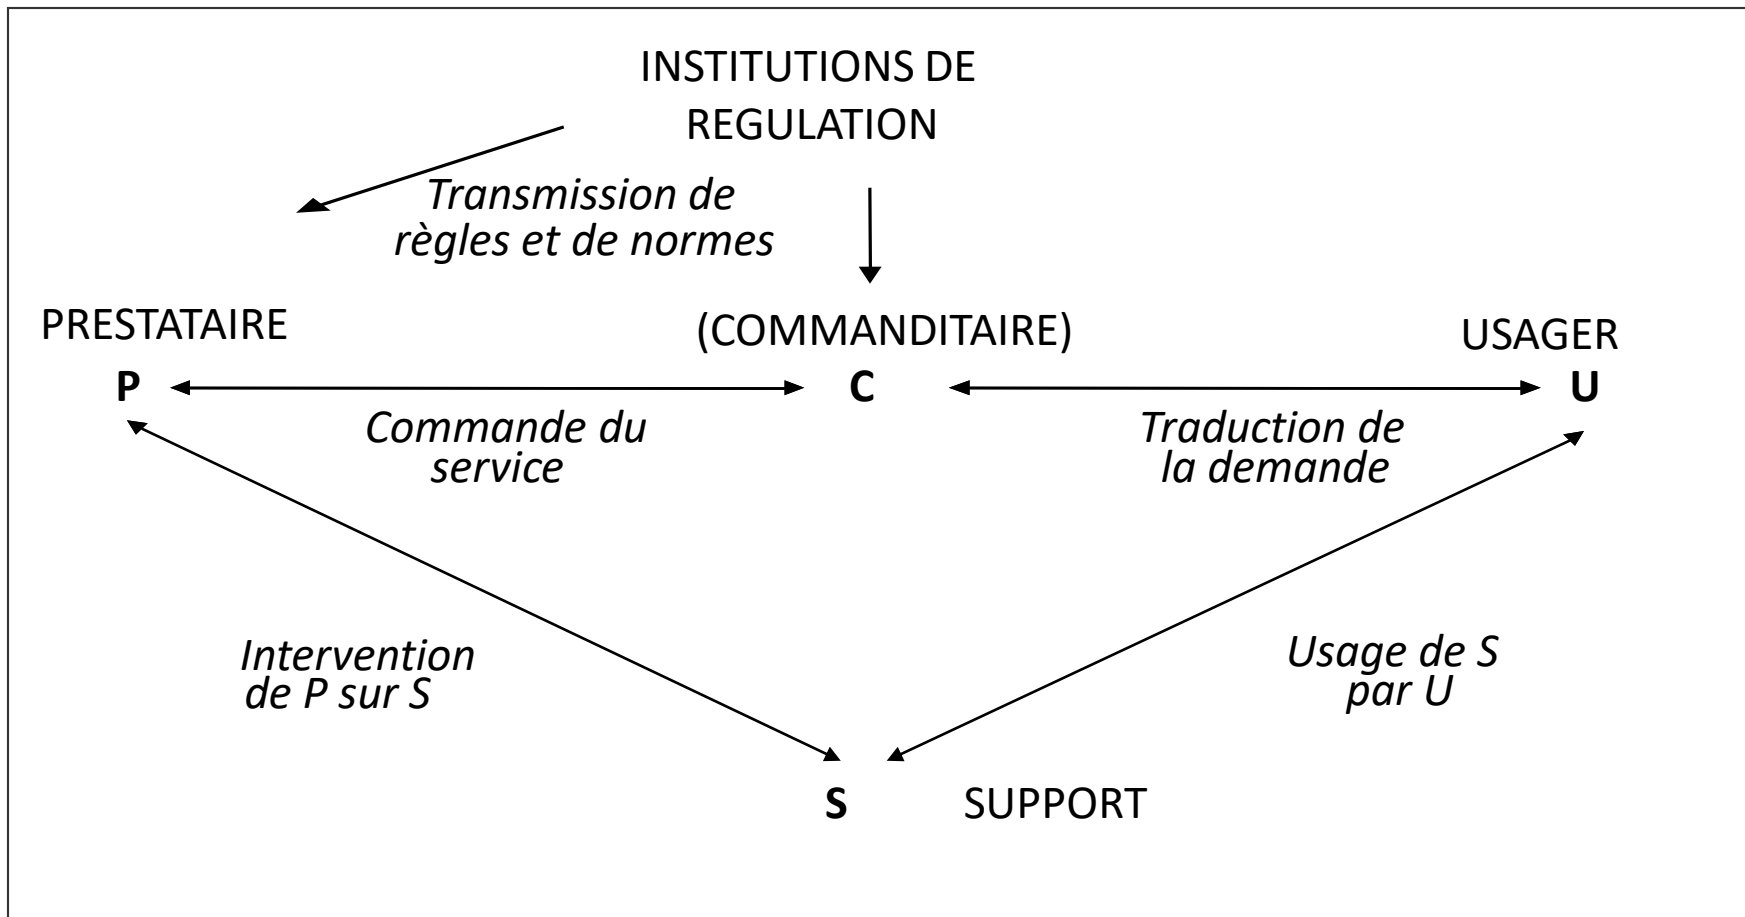 INSTITUTIONS DE
REGULATION
Transmission de
règles et de normes
PRESTATAIRE
(COMMANDITAIRE)
USAGER
P
C
U
Commande du
service
Traduction de
la demande
Intervention
de P sur S
Usage de S
par U
S
SUPPORT